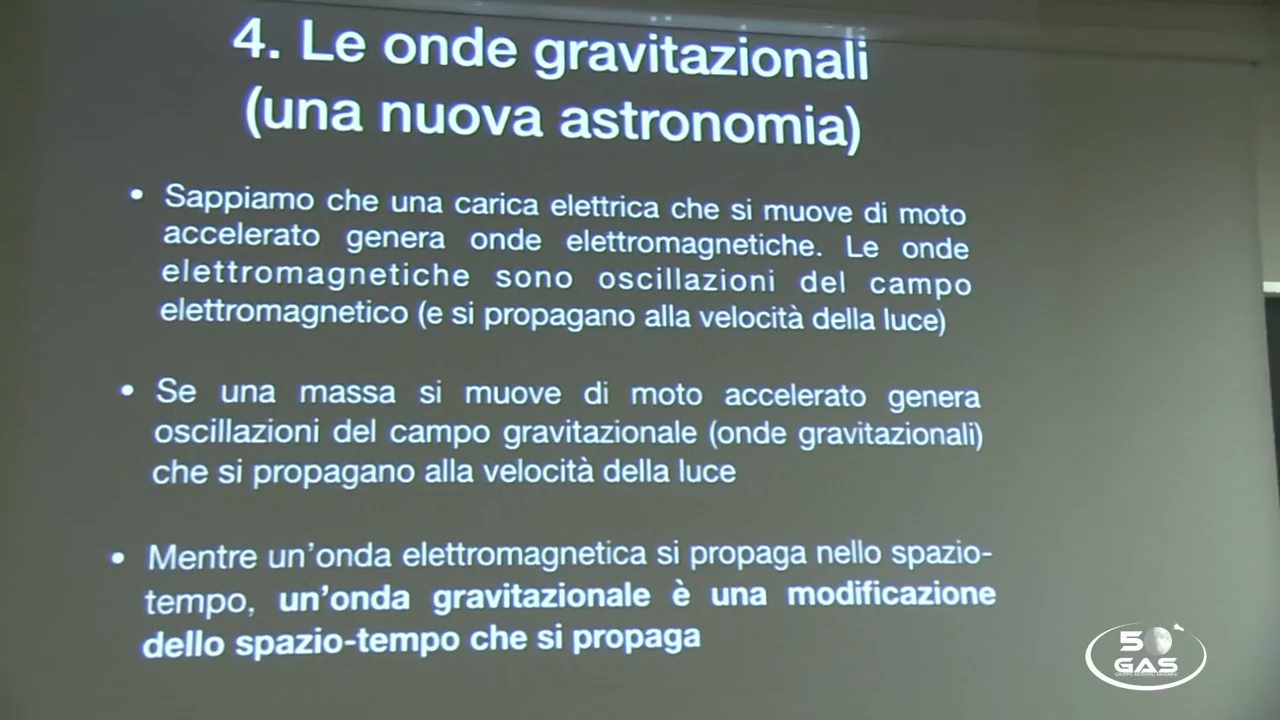 4. Le onde gravitazionali
(una nuova astronomia)
• Sappiamo che una carica elettrica che si muove di moto
accelerato genera onde elettromagnetiche. Le onde
elettromagnetiche sono oscillazioni del campo
elettromagnetico (e si propagano alla velocità della luce)
• Se una massa si muove di moto accelerato genera
oscillazioni del campo gravitazionale (onde gravitazionali)
che si propagano alla velocità della luce
• Mentre un'onda elettromagnetica si propaga nello spazio-
tempo, un'onda gravitazionale è una modificazione
dello spazio-tempo che si propaga
50
GAS